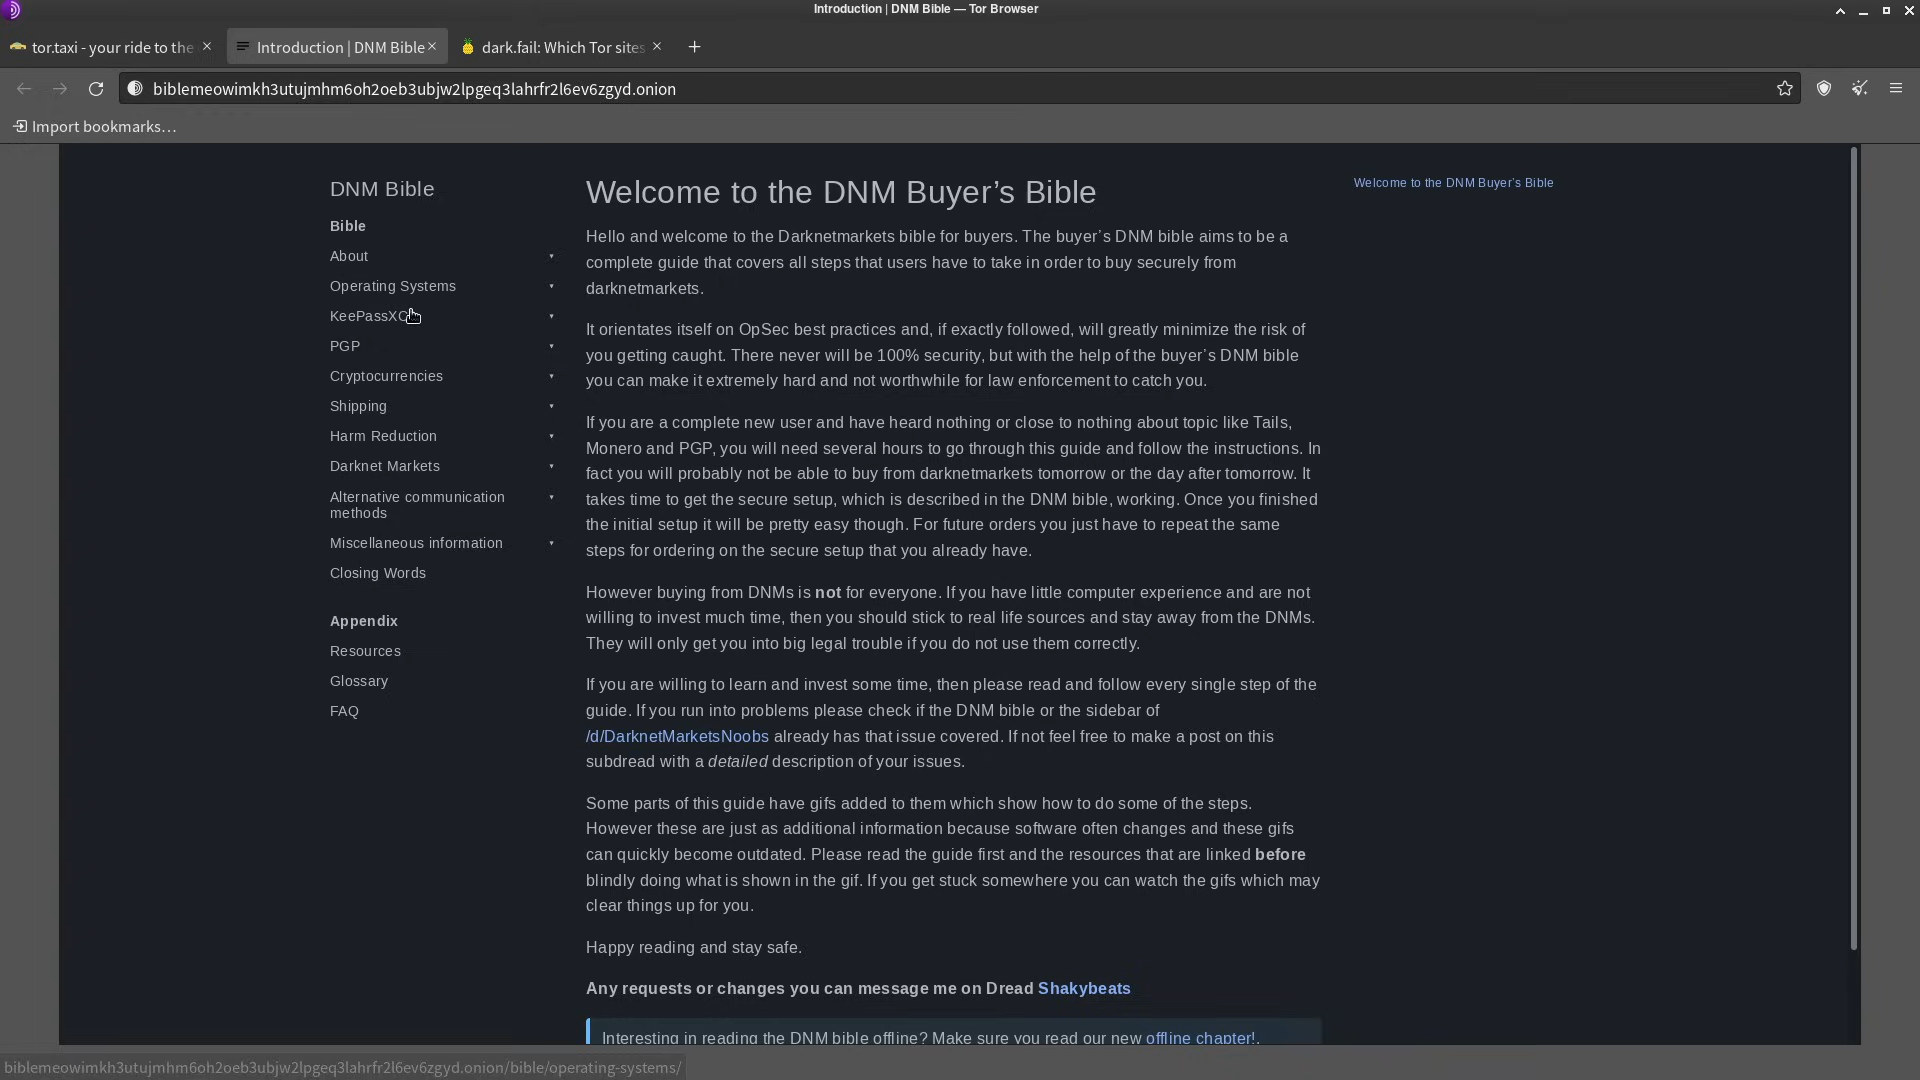 Introduction | DNM Bible — Tor Browser
tor.taxi - your ride to the
Introduction | DNM Bible
dark.fail: Which Tor sites
biblemeowimkh3utujmhm6oh2oeb3ubjw2lpgeq3lahrfr2l6ev6zgyd.onion
Import bookmarks…
DNM Bible
Bible
About
Operating Systems
KeePassXC
PGP
Cryptocurrencies
Shipping
Harm Reduction
Darknet Markets
Alternative communication
methods
Miscellaneous information
Closing Words
Appendix
Resources
Glossary
FAQ
Welcome to the DNM Buyer’s Bible
Hello and welcome to the Darknetmarkets bible for buyers. The buyer’s DNM bible aims to be a
complete guide that covers all steps that users have to take in order to buy securely from
darknetmarkets.
It orientates itself on OpSec best practices and, if exactly followed, will greatly minimize the risk of
you getting caught. There never will be 100% security, but with the help of the buyer’s DNM bible
you can make it extremely hard and not worthwhile for law enforcement to catch you.
If you are a complete new user and have heard nothing or close to nothing about topic like Tails,
Monero and PGP, you will need several hours to go through this guide and follow the instructions. In
fact you will probably not be able to buy from darknetmarkets tomorrow or the day after tomorrow. It
takes time to get the secure setup, which is described in the DNM bible, working. Once you finished
the initial setup it will be pretty easy though. For future orders you just have to repeat the same
steps for ordering on the secure setup that you already have.
However buying from DNMs is not for everyone. If you have little computer experience and are not
willing to invest much time, then you should stick to real life sources and stay away from the DNMs.
They will only get you into big legal trouble if you do not use them correctly.
If you are willing to learn and invest some time, then please read and follow every single step of the
guide. If you run into problems please check if the DNM bible or the sidebar of
/d/DarknetMarketsNoobs already has that issue covered. If not feel free to make a post on this
subdread with a detailed description of your issues.
Some parts of this guide have gifs added to them which show how to do some of the steps.
However these are just as additional information because software often changes and these gifs
can quickly become outdated. Please read the guide first and the resources that are linked before
blindly doing what is shown in the gif. If you get stuck somewhere you can watch the gifs which may
clear things up for you.
Happy reading and stay safe.
Any requests or changes you can message me on Dread Shakybeats
Interesting in reading the DNM bible offline? Make sure you read our new offline chapter!.
Welcome to the DNM Buyer’s Bible
biblemeowimkh3utujmhm6oh2oeb3ubjw2lpgeq3lahrfr2l6ev6zgyd.onion/bible/operating-systems/